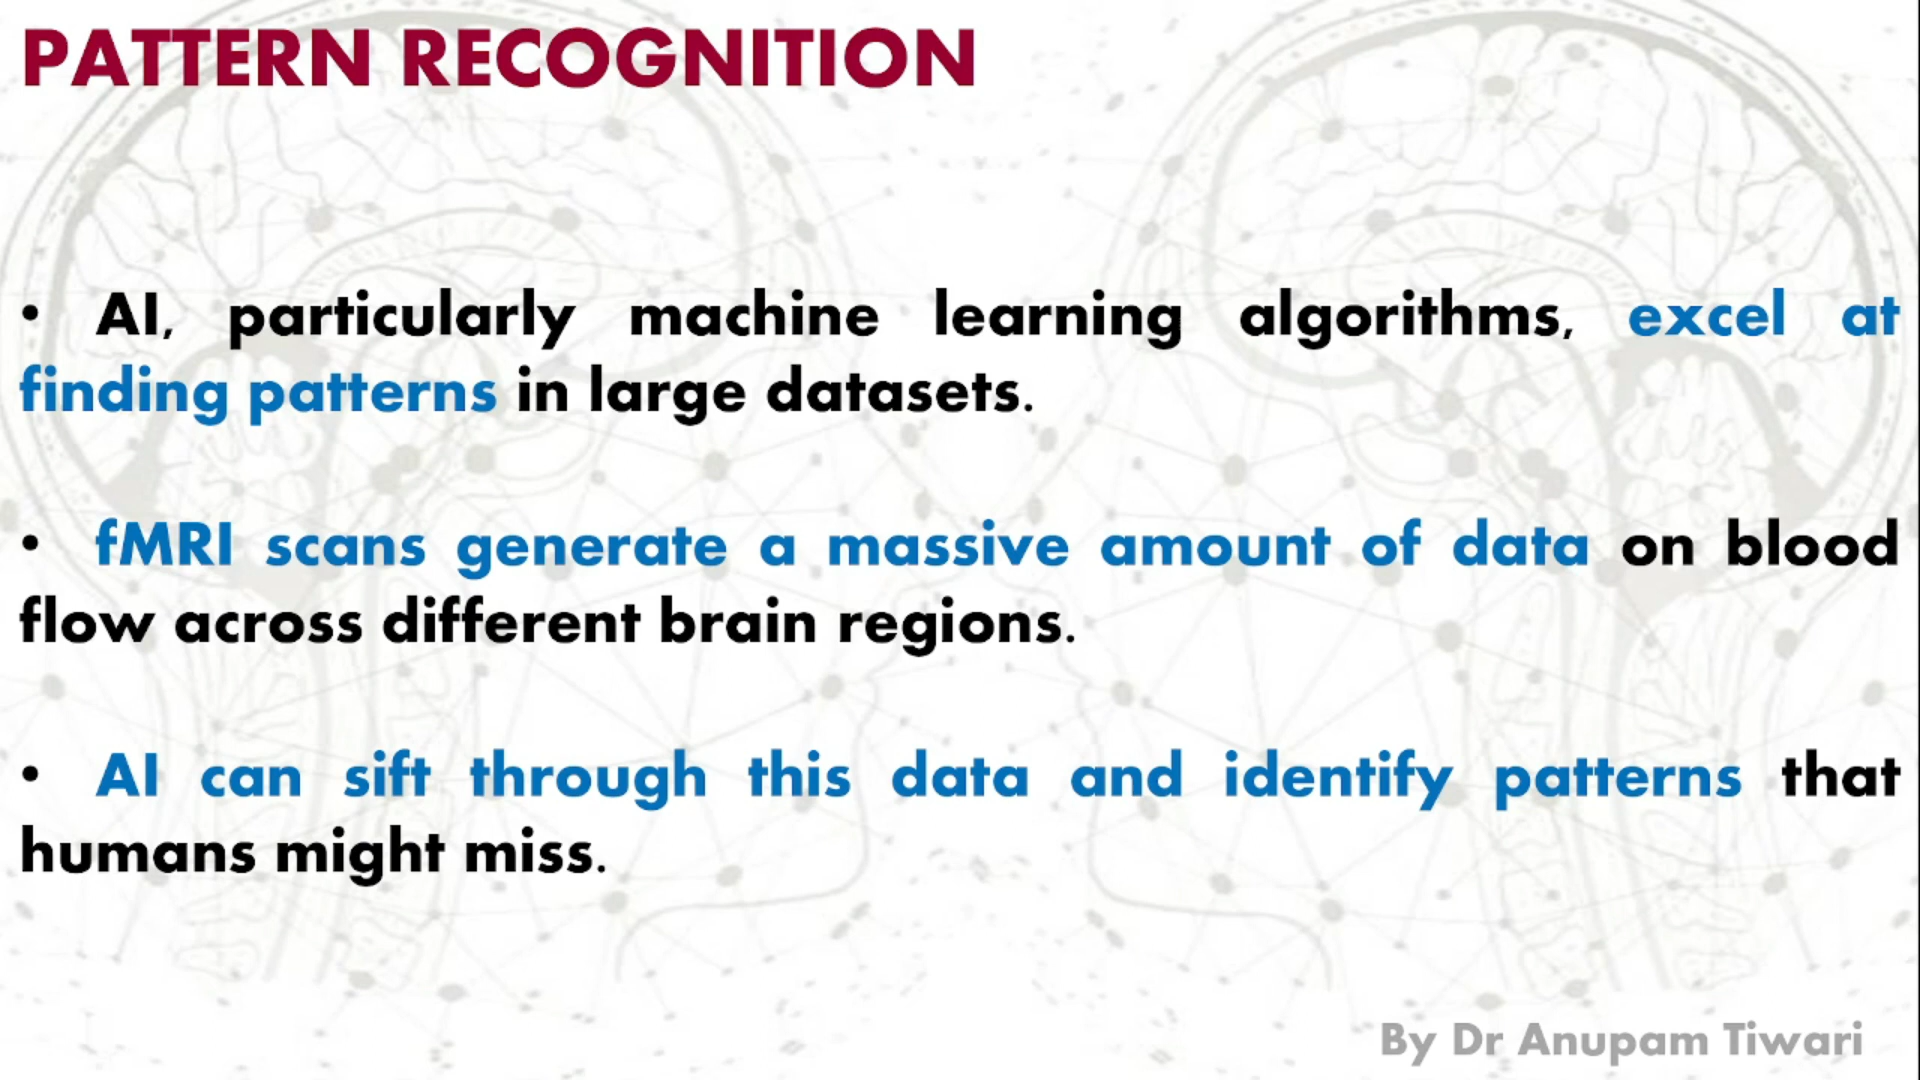 PATTERN RECOGNITION
• AI, particularly machine learning algorithms, excel at
finding patterns in large datasets.
• fMRI scans generate a massive amount of data on blood
flow across different brain regions.
• AI can sift through this data and identify patterns that
humans might miss.
By Dr Anupam Tiwari